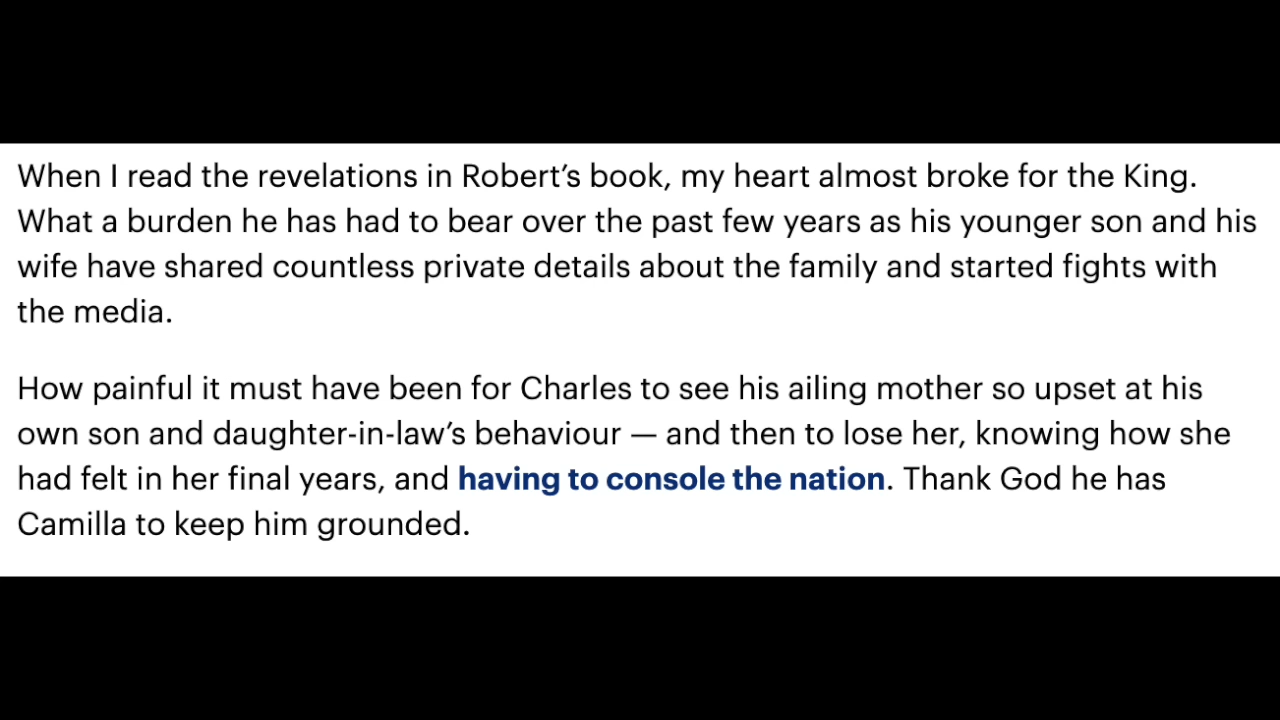 When I read the revelations in Robert’s book, my heart almost broke for the King.
What a burden he has had to bear over the past few years as his younger son and his
wife have shared countless private details about the family and started fights with
the media.
How painful it must have been for Charles to see his ailing mother so upset at his
own son and daughter-in-law’s behaviour — and then to lose her, knowing how she
had felt in her final years, and having to console the nation. Thank God he has
Camilla to keep him grounded.